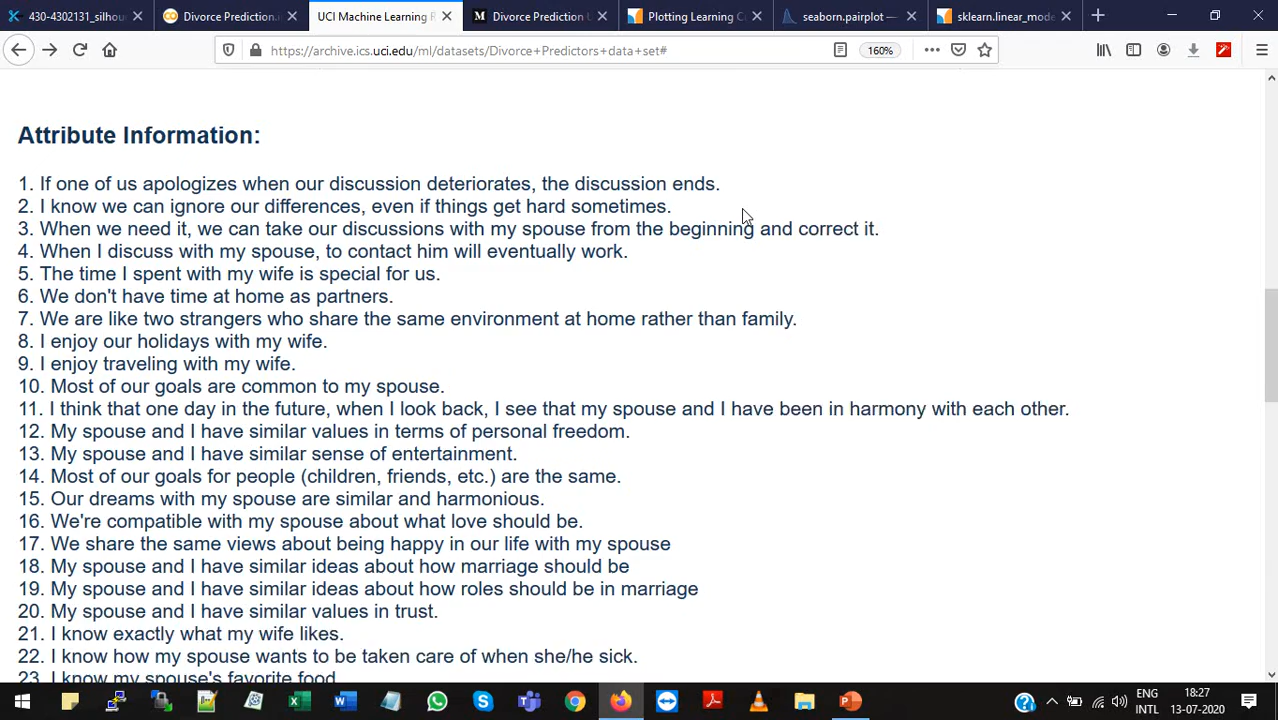 430-4302131_silhou
Divorce Prediction.
UCI Machine Learning R
Divorce Prediction U
Plotting Learning C
seaborn.pairplot —
sklearn.linear_mode
https://archive.ics.uci.edu/ml/datasets/Divorce+Predictors+data+set#
160%
Attribute Information:
1. If one of us apologizes when our discussion deteriorates, the discussion ends.
2. I know we can ignore our differences, even if things get hard sometimes.
3. When we need it, we can take our discussions with my spouse from the beginning and correct it.
4. When I discuss with my spouse, to contact him will eventually work.
5. The time I spent with my wife is special for us.
6. We don't have time at home as partners.
7. We are like two strangers who share the same environment at home rather than family.
8. I enjoy our holidays with my wife.
9. I enjoy traveling with my wife.
10. Most of our goals are common to my spouse.
11. I think that one day in the future, when I look back, I see that my spouse and I have been in harmony with each other.
12. My spouse and I have similar values in terms of personal freedom.
13. My spouse and I have similar sense of entertainment.
14. Most of our goals for people (children, friends, etc.) are the same.
15. Our dreams with my spouse are similar and harmonious.
16. We're compatible with my spouse about what love should be.
17. We share the same views about being happy in our life with my spouse
18. My spouse and I have similar ideas about how marriage should be
19. My spouse and I have similar ideas about how roles should be in marriage
20. My spouse and I have similar values in trust.
21. I know exactly what my wife likes.
22. I know how my spouse wants to be taken care of when she/he sick.
23. I know my spouse's favorite food.
ENG
INTL
18:27
13-07-2020